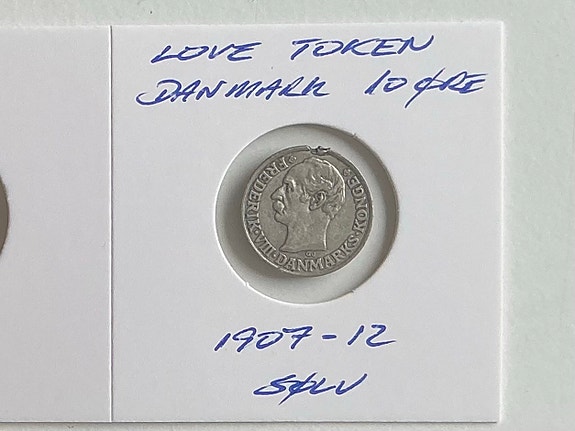 LOVE TOKEN
DANMARK 10 ØRE
FREDERIK·VIII·DANMARKS·KONGE
1907-12
SØLV